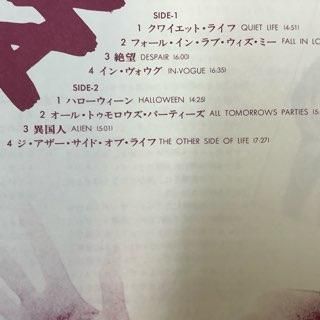 SIDE-1
1 クワイエット・ライフ QUIET LIFE (4:51)
2 フォール・イン・ラブ・ウィズ・ミー FALL IN
3 絶望 DESPAIR (6:00)
4 イン・ヴォウグ IN-VOGUE (6:35)
SIDE-2
1 ハローウィーン HALLOWEEN (4:25)
2 オール・トゥモロウズ・パーティーズ ALL TOMORROWS PARTIES (5:
3 異国人 ALIEN (5:01)
4 ジ・アザー・サイド・オブ・ライフ THE OTHER SIDE OF LIFE (7:27)